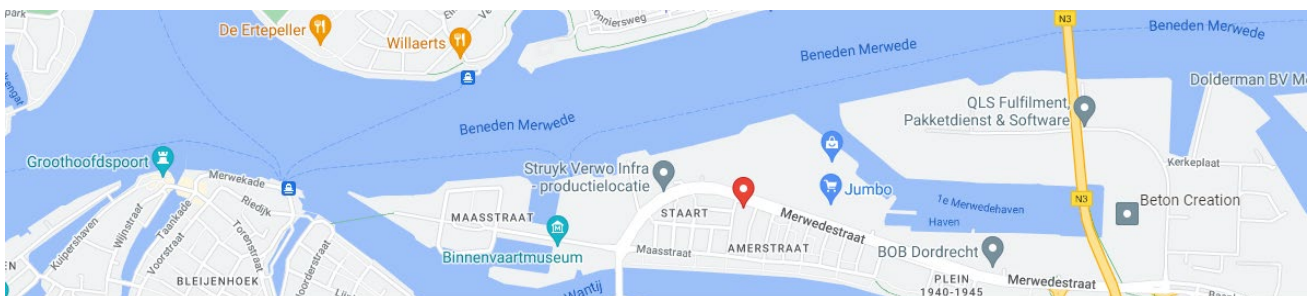 N3
De Ertepeller
Willaerts
Beneden Merwede
Beneden Merwede
Dolderman BV
QLS Fulfilment,
Pakketdienst & Software
Beneden Merwede
Groothoofdspoort
Merwekade
Riedijk
Kuipershaven
Wijnstraat
Taankade
Voorstraat
Torenstraat
BLEIJENHOEK
MAASSTRAAT
Binnenvaartmuseum
Struyk Verwo Infra
- productielocatie
STAART
Maasstraat
AMERSTRAAT
Merwedestraat
Jumbo
1e Merwedehaven
Haven
Kerkeplaat
N3
Beton Creation
BOB Dordrecht
PLEIN
1940-1945
Merwedestraat
Wantij